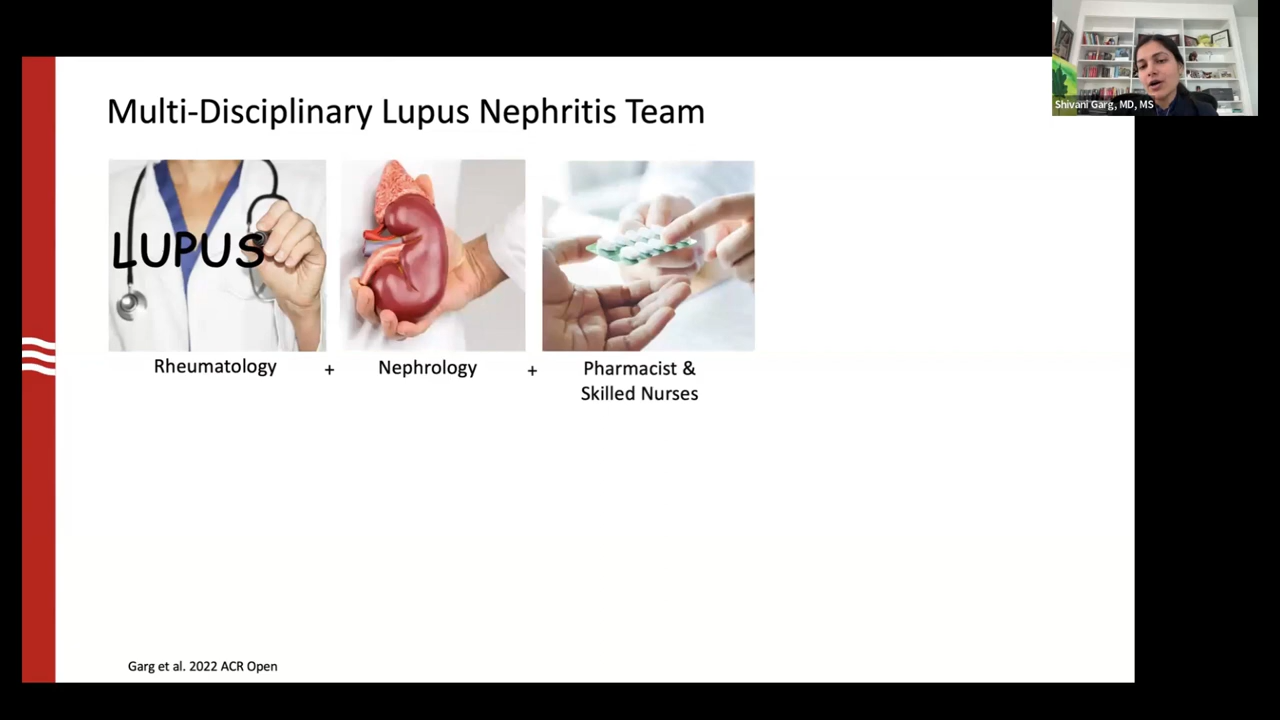 Shivani Garg, MD, MS
Multi-Disciplinary Lupus Nephritis Team
LUPUS
Rheumatology
+
Nephrology
+
Pharmacist &
Skilled Nurses
Garg et al. 2022 ACR Open